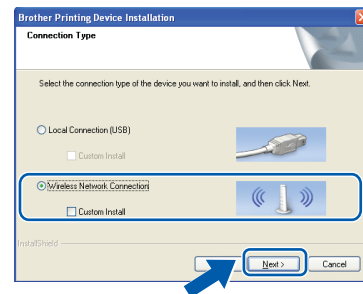 Brother Printing Device Installation
Connection Type
Select the connection type of the device you want to install, and then click Next.
Local Connection (USB)
Custom Install
Wireless Network Connection
Custom Install
InstallShield
Next >
Cancel